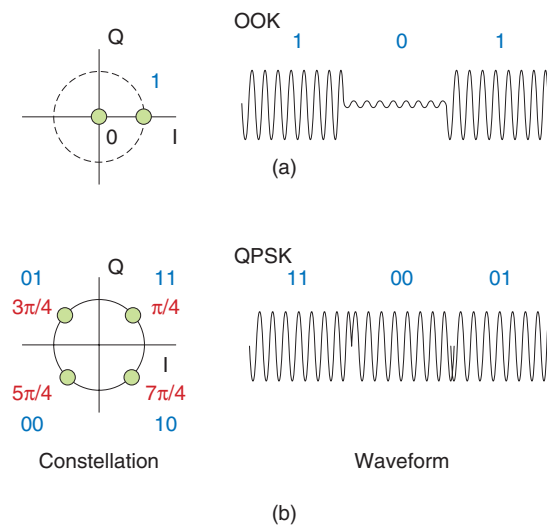 OOK
Q
1 0 1
1
0 I
(a)
QPSK
01 Q 11
11 00 01
3π/4 π/4
I
5π/4 7π/4
00 10
Constellation Waveform
(b)